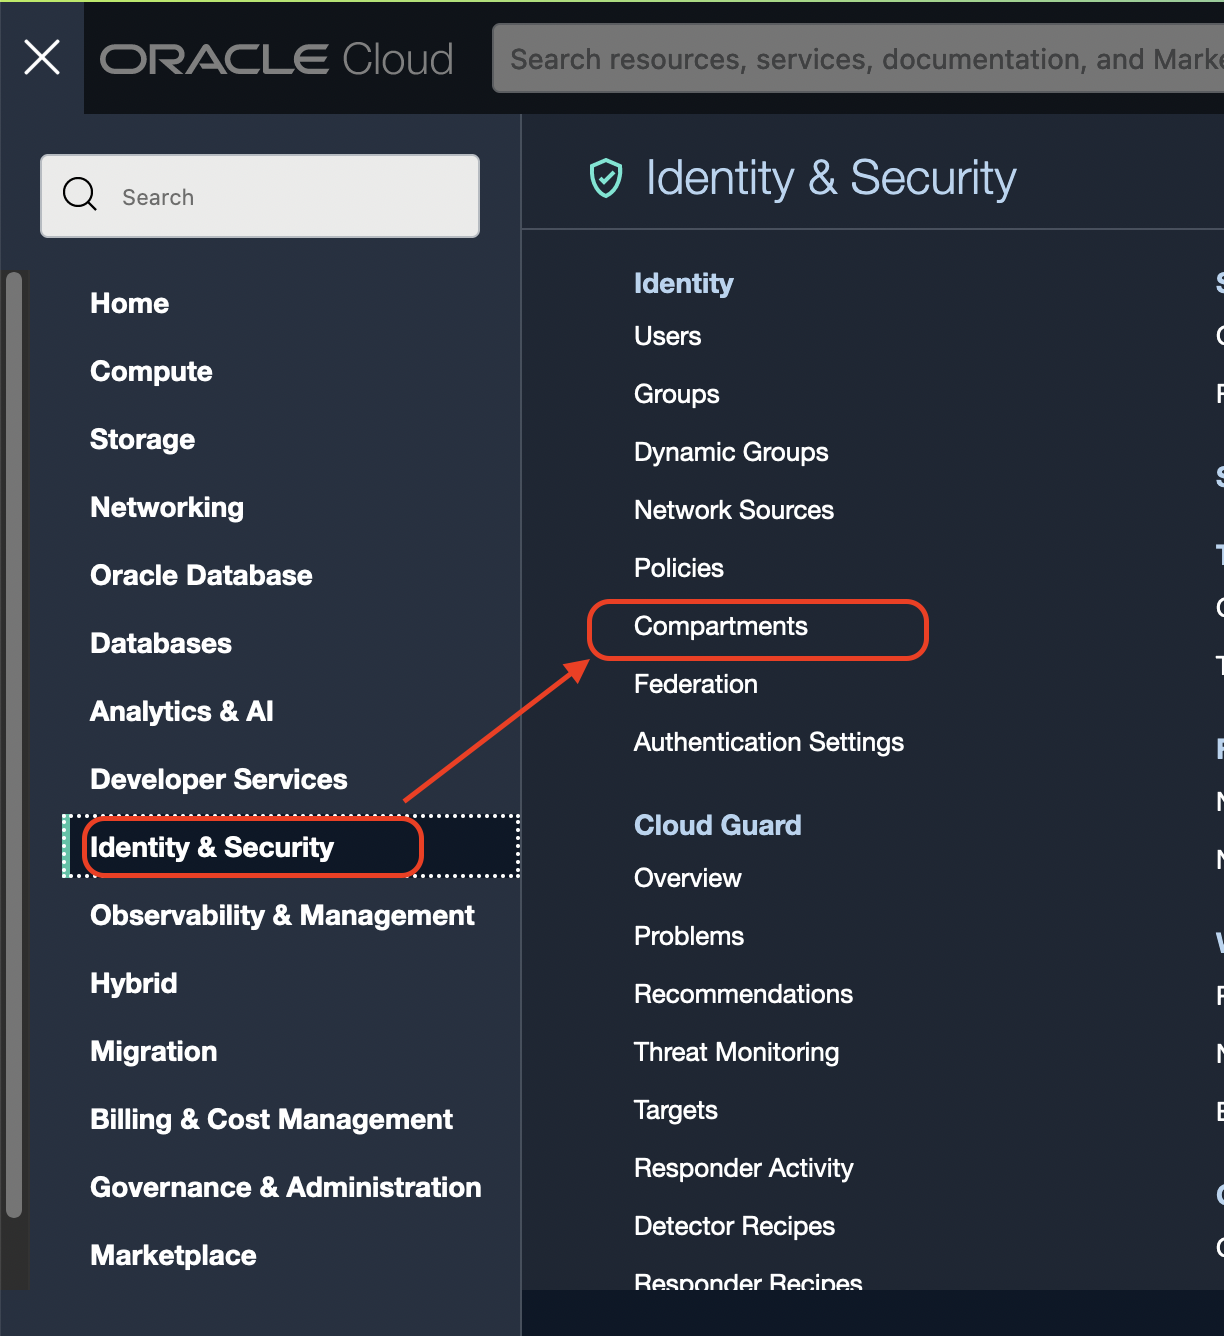 ORACLE Cloud
Search resources, services, documentation, and Marke
Search
Home
Compute
Storage
Networking
Oracle Database
Databases
Analytics & AI
Developer Services
Identity & Security
Observability & Management
Hybrid
Migration
Billing & Cost Management
Governance & Administration
Marketplace
Identity & Security
Identity
Users
Groups
Dynamic Groups
Network Sources
Policies
Compartments
Federation
Authentication Settings
Cloud Guard
Overview
Problems
Recommendations
Threat Monitoring
Targets
Responder Activity
Detector Recipes
Responder Recipes